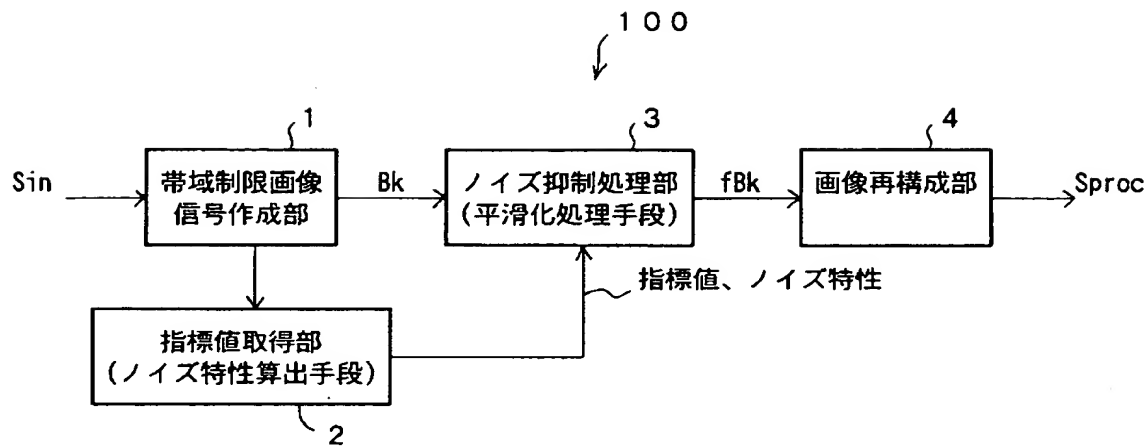 １００
1
3
4
Sin
帯域制限画像
信号作成部
Bk
ノイズ抑制処理部
(平滑化処理手段)
fBk
画像再構成部
Sproc
指標値、ノイズ特性
指標値取得部
(ノイズ特性算出手段)
2